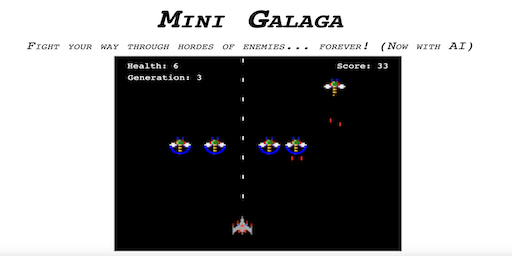 Mini Galaga
Fight your way through hordes of enemies... forever! (Now with AI)
Health: 6 Score: 33
Generation: 3